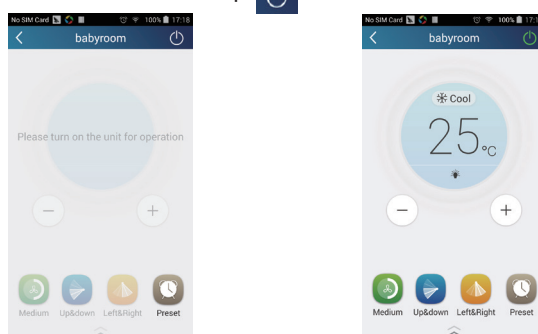 No SIM Card 100% 17:18
babyroom
Please turn on the unit for operation
Medium Up&down Left&Right Preset
No SIM Card 100%
babyroom
Cool
25°C
Medium Up&down Left&Right Preset